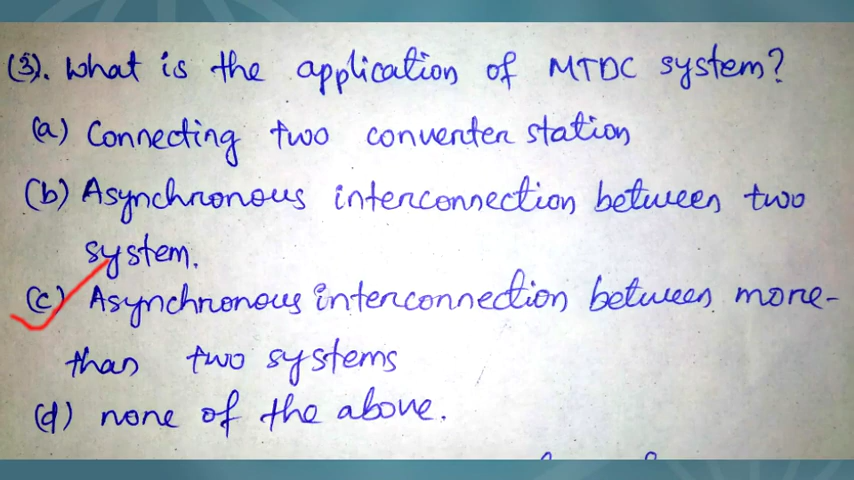 (3). What is the application of MTDC system?
(a) Connecting two converter station
(b) Asynchronous interconnection between two
system.
(c) Asynchronous interconnection between more-
than two systems
(d) none of the above.